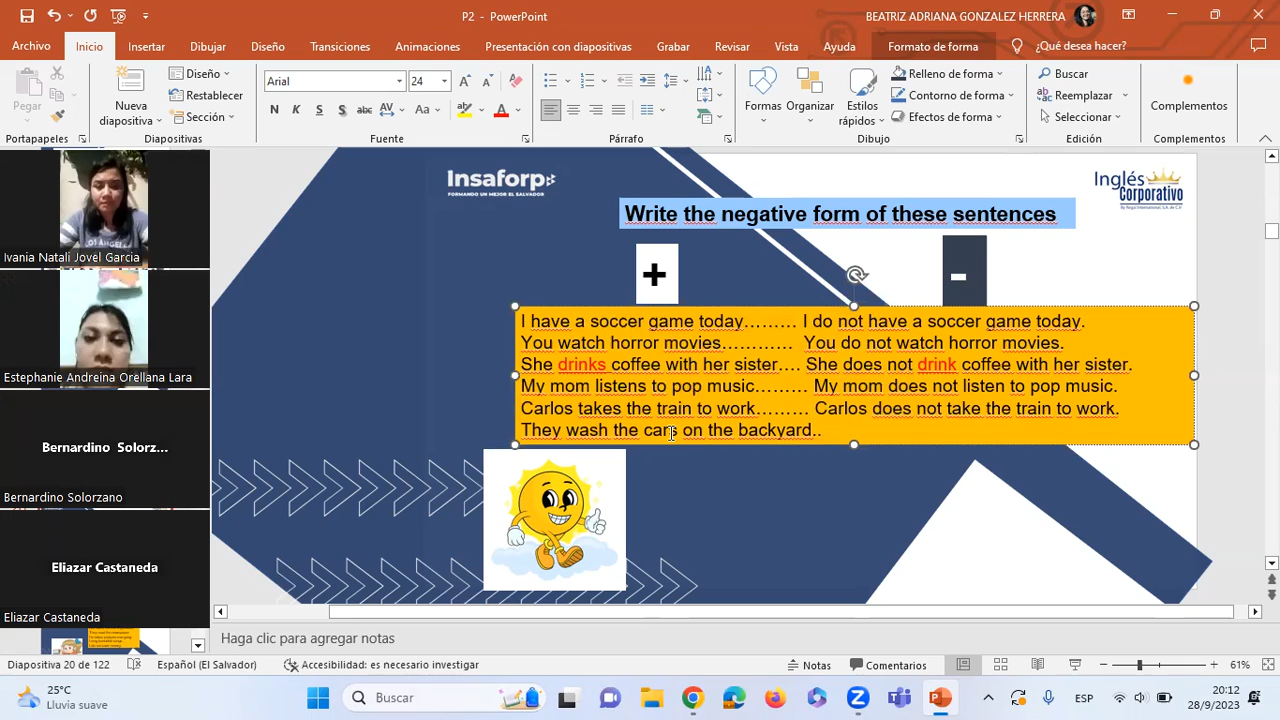 P2 - PowerPoint
BEATRIZ ADRIANA GONZALEZ HERRERA
Archivo Inicio Insertar Dibujar Diseño Transiciones Animaciones Presentación con diapositivas Grabar Revisar Vista Ayuda Formato de forma ¿Qué desea hacer?
Pegar
Nueva diapositiva
Diseño
Restablecer
Sección
Arial 24
N K S S abc AV Aa A
Formas Organizar Estilos rápidos
Relleno de forma
Contorno de forma
Efectos de forma
Buscar
Reemplazar
Seleccionar
Complementos
Portapapeles Diapositivas Fuente Párrafo Dibujo Edición Complementos
Ivania Natali Jovel Garcia
Estephanie Andreina Orellana Lara
Bernardino Solorz...
Bernardino Solorzano
Eliazar Castaneda
Eliazar Castaneda
Insaforp
FORMANDO UN MEJOR EL SALVADOR
Inglés
Corporativo
Write the negative form of these sentences
+ -
I have a soccer game today……… I do not have a soccer game today.
You watch horror movies………… You do not watch horror movies.
She drinks coffee with her sister…. She does not drink coffee with her sister.
My mom listens to pop music……… My mom does not listen to pop music.
Carlos takes the train to work……… Carlos does not take the train to work.
They wash the cars on the backyard..
Haga clic para agregar notas
Diapositiva 20 de 122 Español (El Salvador) Accesibilidad: es necesario investigar Notas Comentarios 61%
25°C
Lluvia suave
Buscar
ESP
20:12
28/9/2023